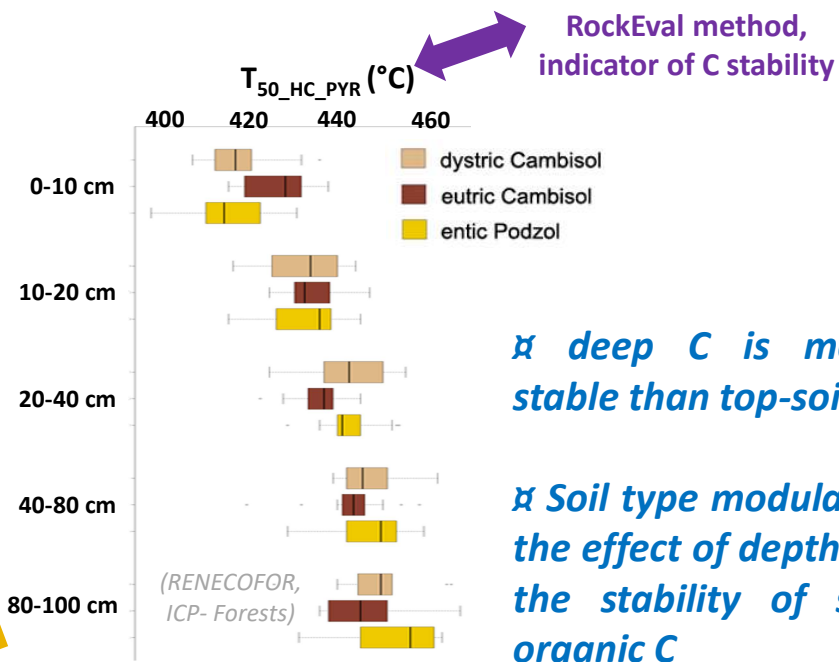 RockEval method,
indicator of C stability
T50_HC_PYR (°C)
400 420 440 460
dystric Cambisol
eutric Cambisol
entic Podzol
0-10 cm
10-20 cm
20-40 cm
40-80 cm
80-100 cm
(RENECOFOR,
ICP- Forests)
¤ deep C is
stable than top-soi
¤ Soil type
the effect of depth
the stability of
organic C